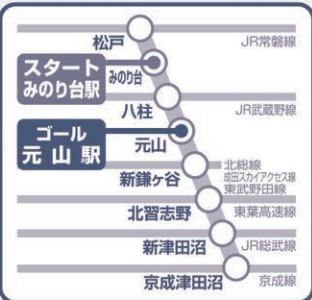 松戸
JR常磐線
スタート
みのり台駅
みのり台
八柱
JR武蔵野線
ゴール
元山駅
元山
新鎌ヶ谷
北総線
成田スカイアクセス線
東武野田線
北習志野
東葉高速線
新津田沼
JR総武線
京成津田沼
京成線